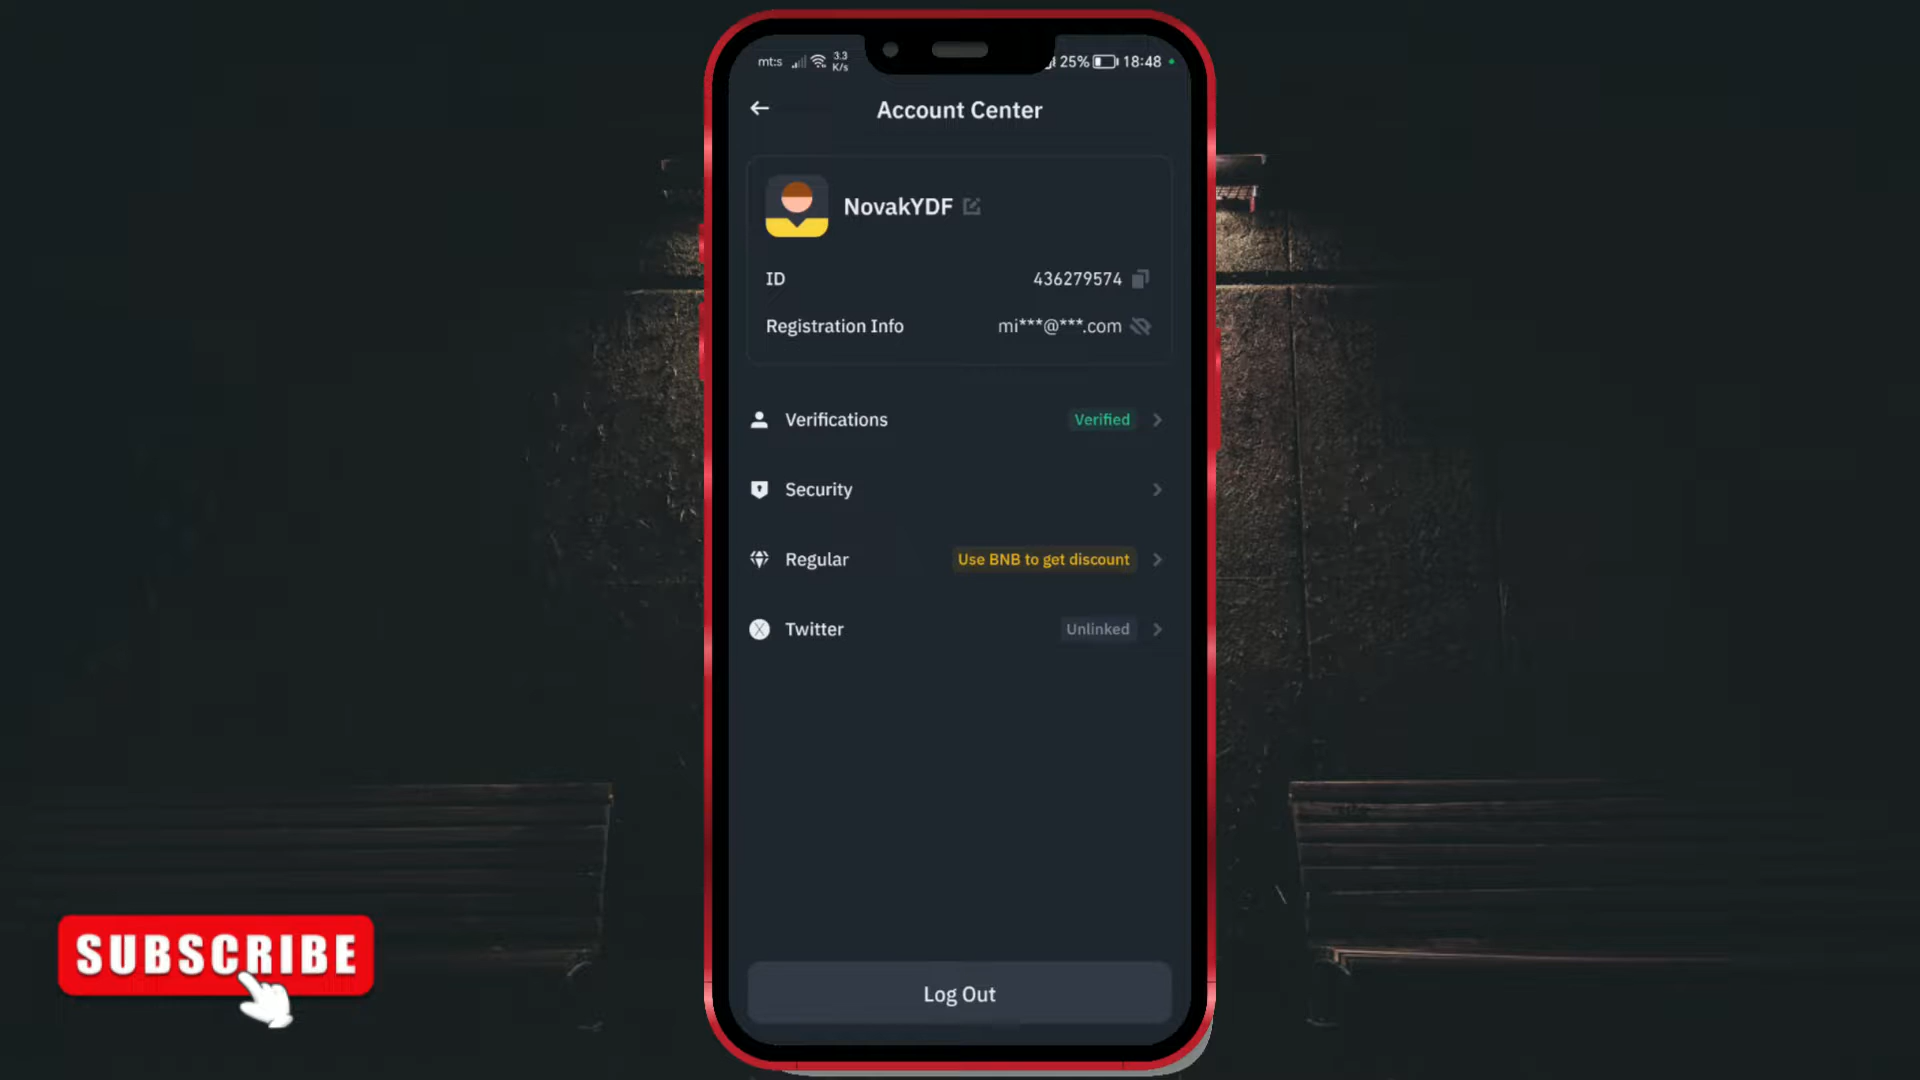 mt:s 3.3 K/s 25% 18:48
Account Center
NovakYDF
ID 436279574
Registration Info mi***@***.com
Verifications Verified
Security
Regular Use BNB to get discount
Twitter Unlinked
SUBSCRIBE
Log Out